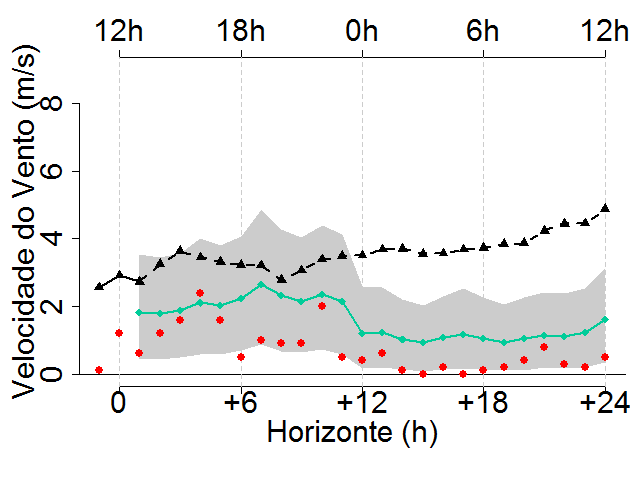 12h 18h 0h 6h 12h
Velocidade do Vento (m/s)
8
6
4
2
0
0 +6 +12 +18 +24
Horizonte (h)